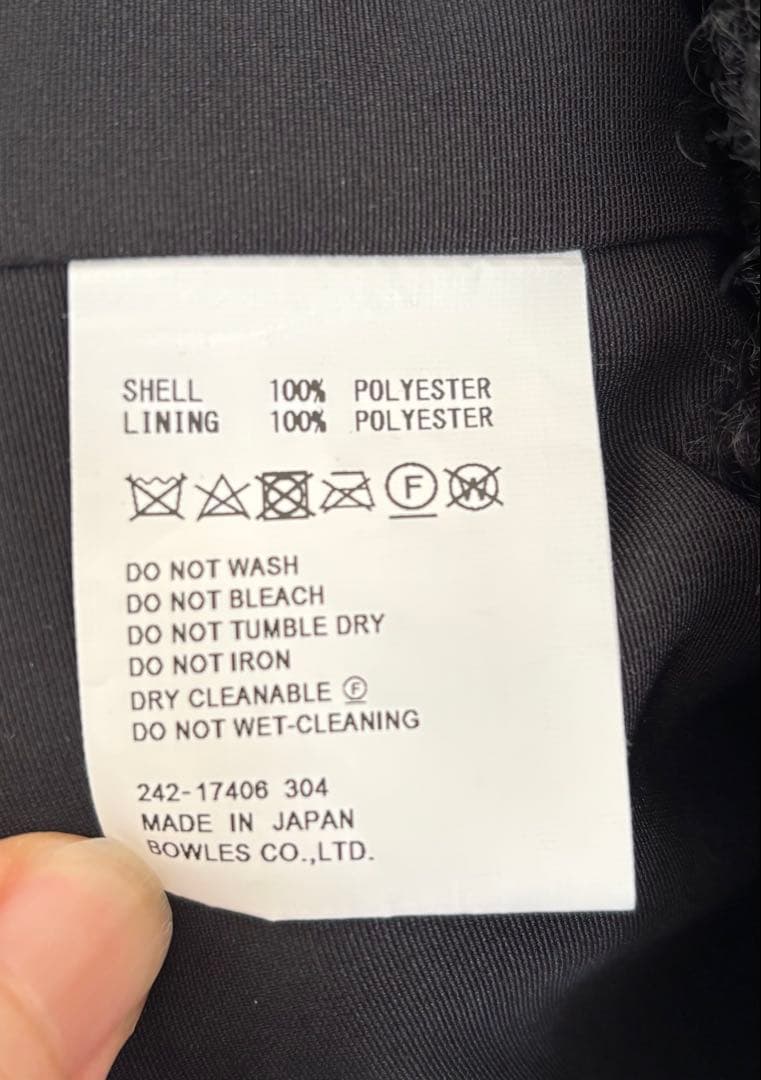 SHELL 100% POLYESTER
LINING 100% POLYESTER
F W
DO NOT WASH
DO NOT BLEACH
DO NOT TUMBLE DRY
DO NOT IRON
DRY CLEANABLE Ⓕ
DO NOT WET-CLEANING
242-17406 304
MADE IN JAPAN
BOWLES CO.,LTD.